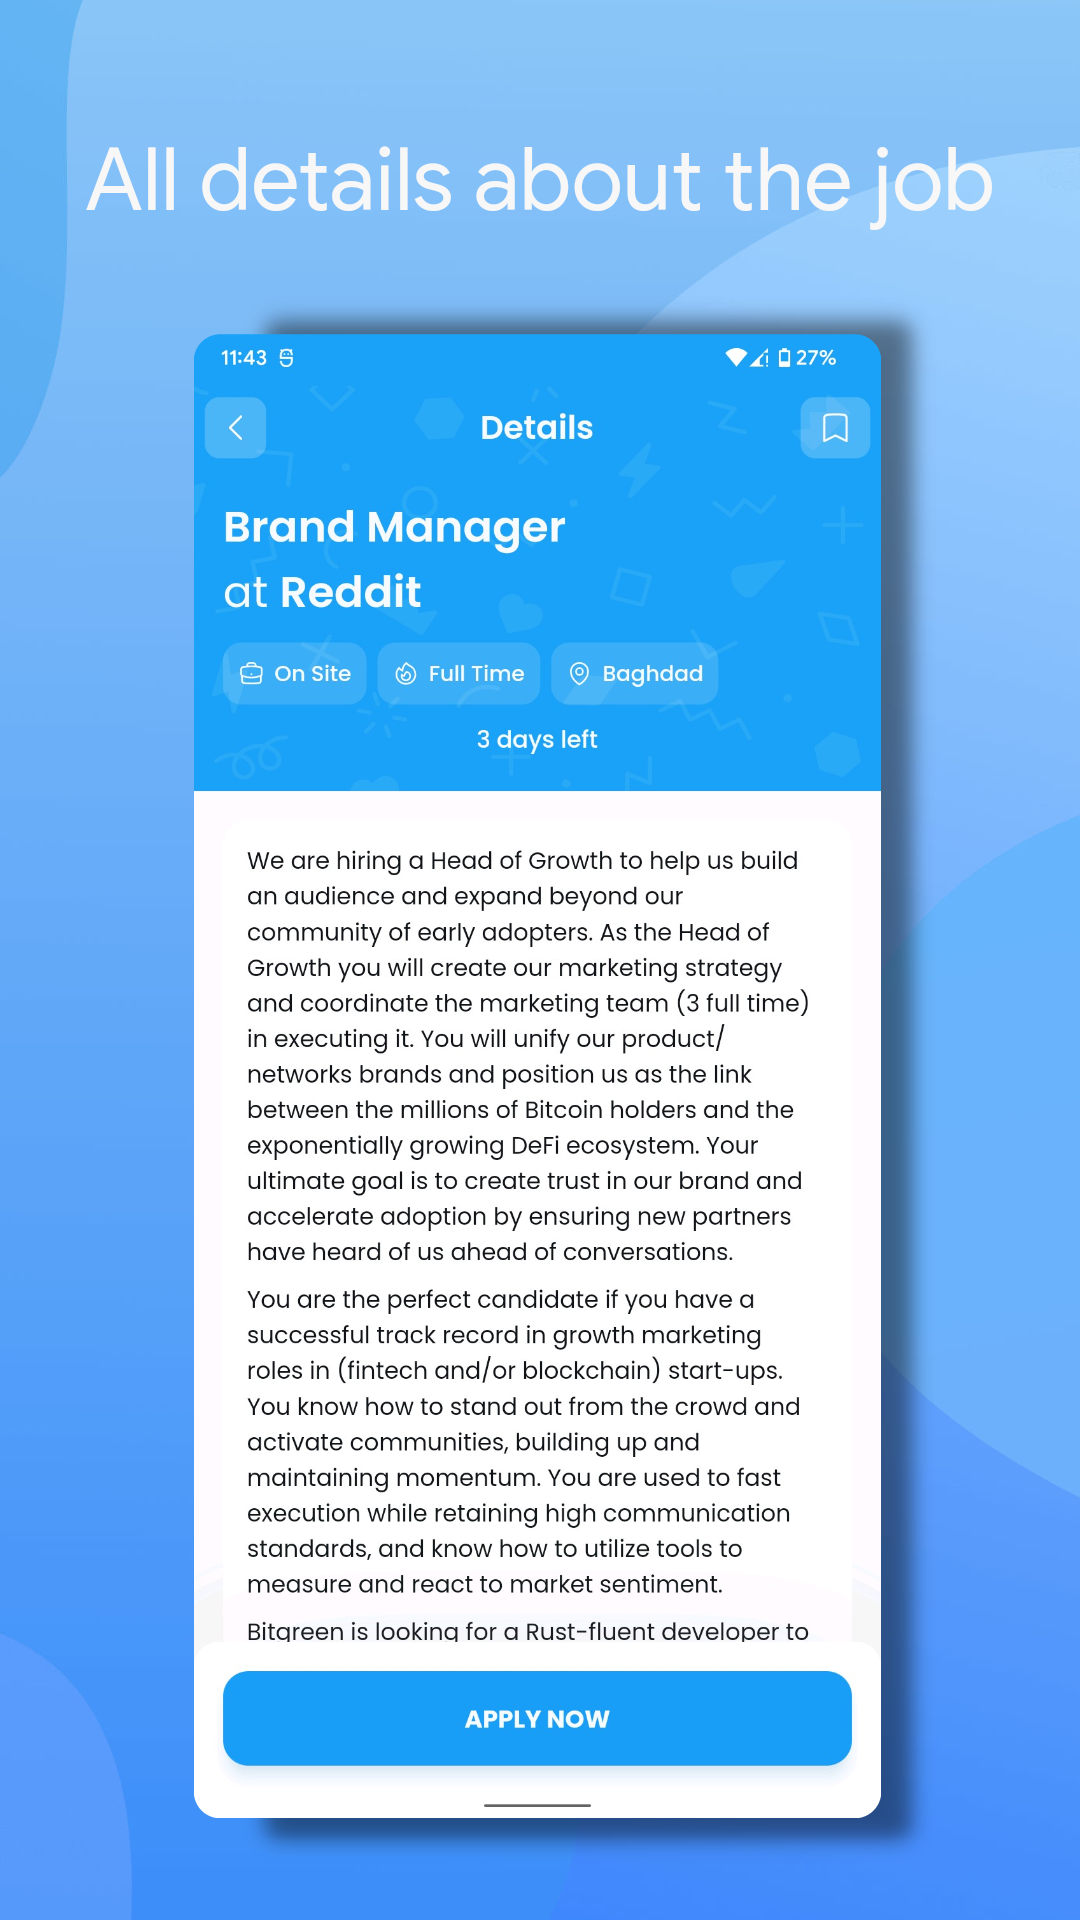 All details about the job
11:43
27%
Details
Brand Manager
at Reddit
On Site
Full Time
Baghdad
3 days left
We are hiring a Head of Growth to help us build
an audience and expand beyond our
community of early adopters. As the Head of
Growth you will create our marketing strategy
and coordinate the marketing team (3 full time)
in executing it. You will unify our product/
networks brands and position us as the link
between the millions of Bitcoin holders and the
exponentially growing DeFi ecosystem. Your
ultimate goal is to create trust in our brand and
accelerate adoption by ensuring new partners
have heard of us ahead of conversations.
You are the perfect candidate if you have a
successful track record in growth marketing
roles in (fintech and/or blockchain) start-ups.
You know how to stand out from the crowd and
activate communities, building up and
maintaining momentum. You are used to fast
execution while retaining high communication
standards, and know how to utilize tools to
measure and react to market sentiment.
Bitgreen is looking for a Rust-fluent developer to
APPLY NOW